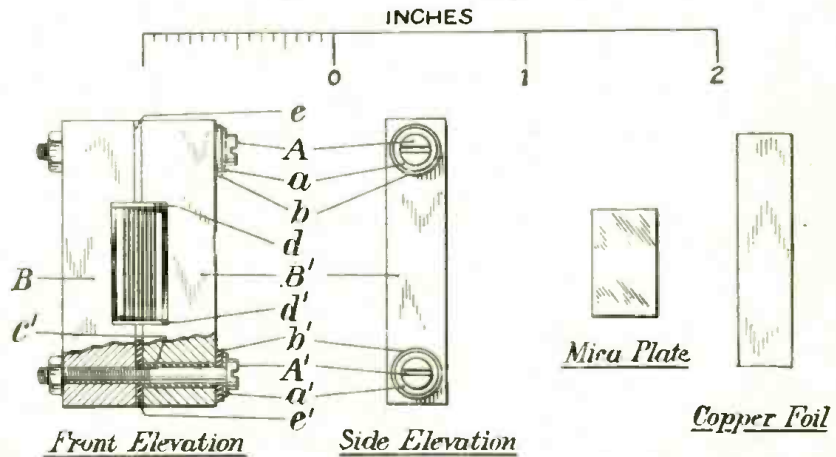 INCHES
0 1 2
e
A
a
b
d
B B'
d'
C'
b'
A'
a'
e'
Mica Plate
Copper Foil
Front Elevation Side Elevation